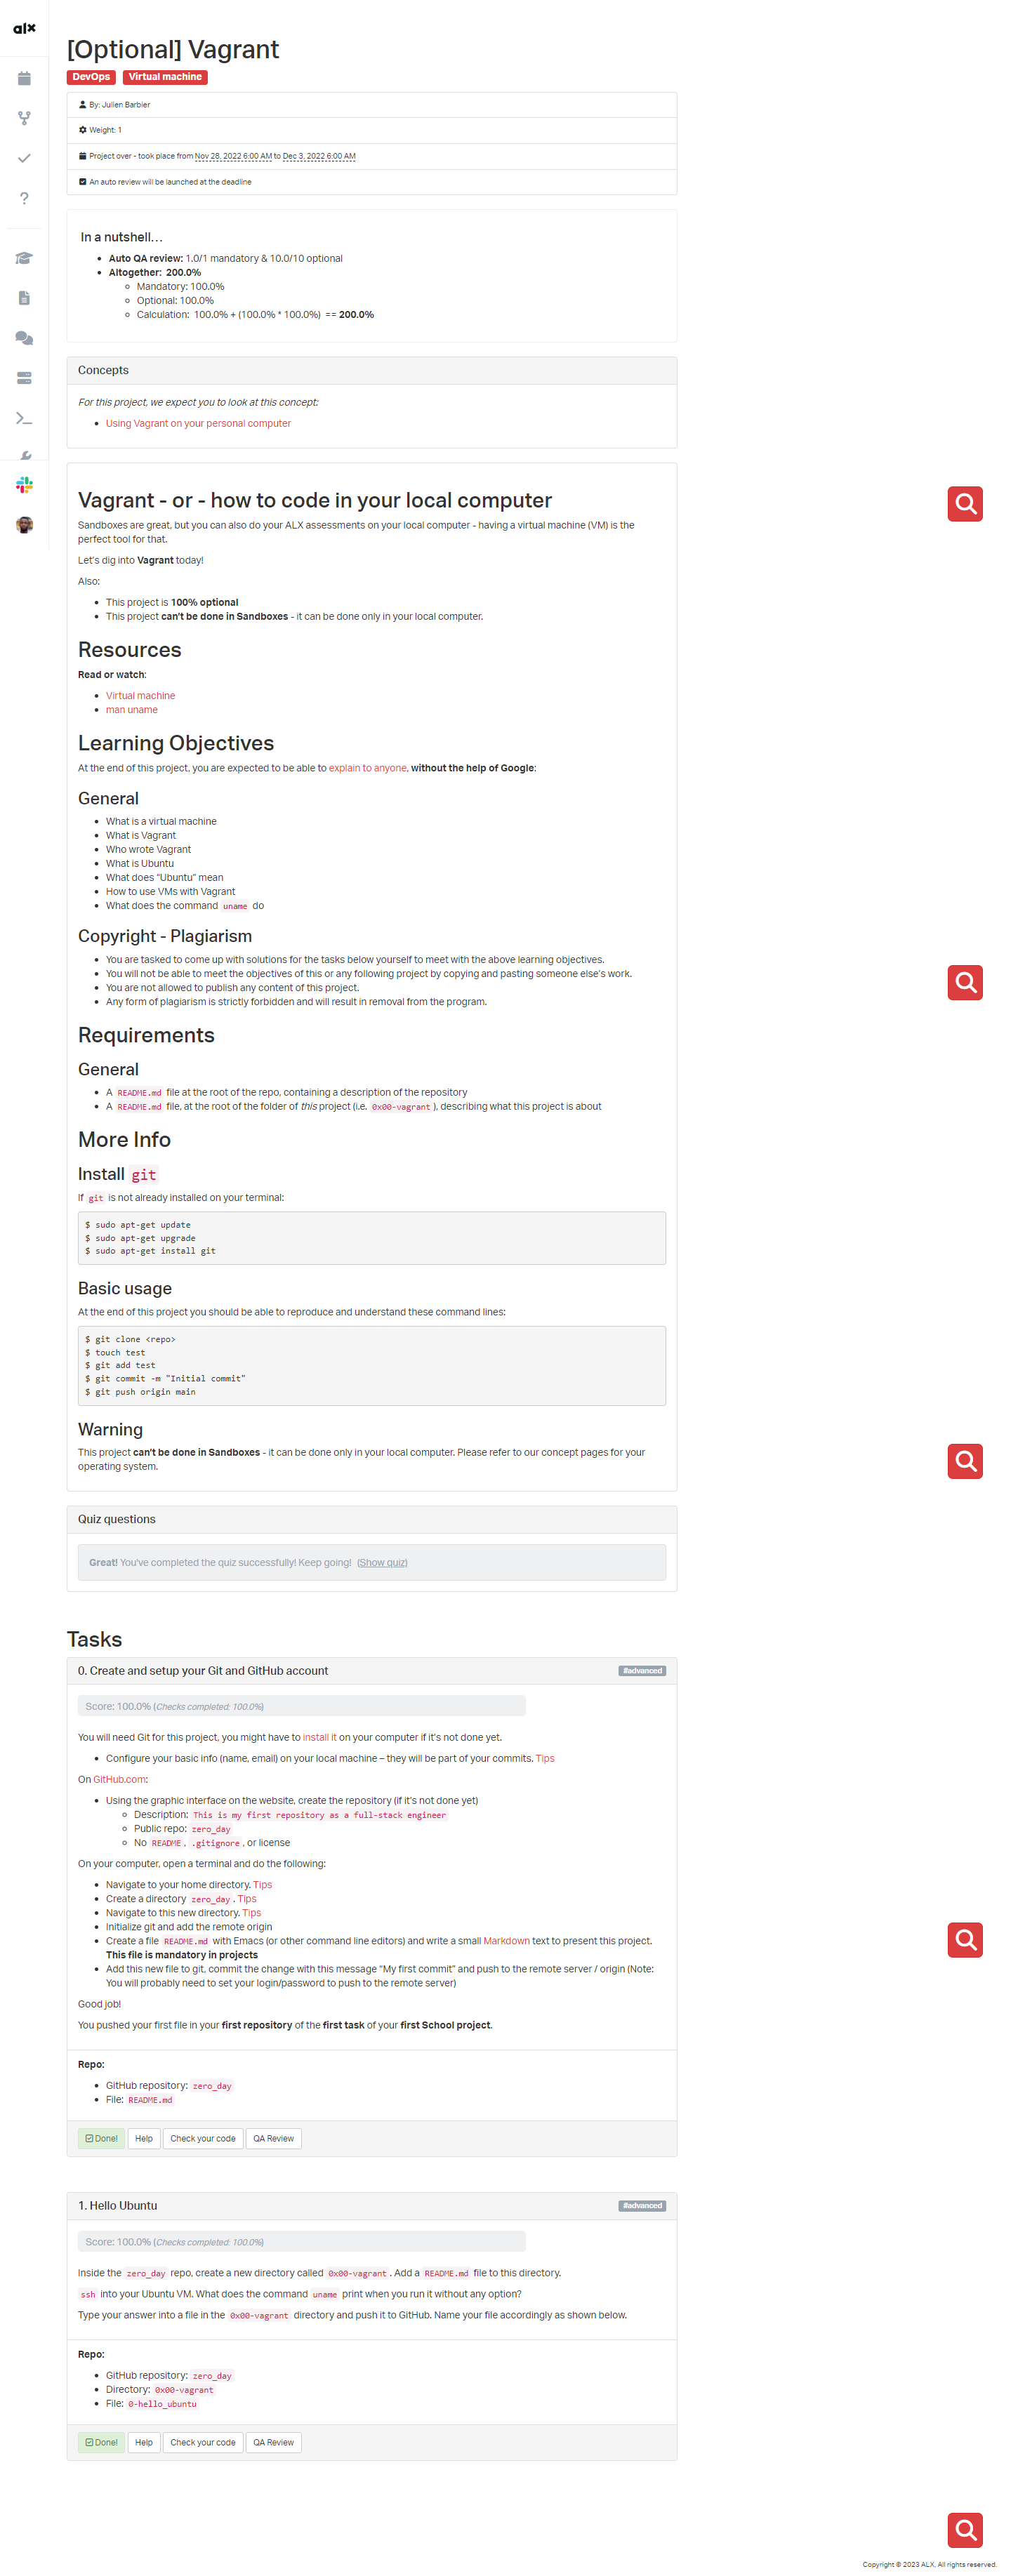 alx
[Optional] Vagrant
DevOps Virtual machine
By: Julien Barbier
Weight: 1
Project over - took place from Nov 28, 2022 6:00 AM to Dec 3, 2022 6:00 AM
An auto review will be launched at the deadline
In a nutshell…
Auto QA review: 1.0/1 mandatory & 10.0/10 optional
Altogether: 200.0%
Mandatory: 100.0%
Optional: 100.0%
Calculation: 100.0% + (100.0% * 100.0%) == 200.0%
Concepts
For this project, we expect you to look at this concept:
Using Vagrant on your personal computer
Vagrant - or - how to code in your local computer
Sandboxes are great, but you can also do your ALX assessments on your local computer - having a virtual machine (VM) is the
perfect tool for that.
Let's dig into Vagrant today!
Also:
This project is 100% optional
This project can't be done in Sandboxes - it can be done only in your local computer.
Resources
Read or watch:
Virtual machine
man uname
Learning Objectives
At the end of this project, you are expected to be able to explain to anyone, without the help of Google:
General
What is a virtual machine
What is Vagrant
Who wrote Vagrant
What is Ubuntu
What does "Ubuntu" mean
How to use VMs with Vagrant
What does the command uname do
Copyright - Plagiarism
You are tasked to come up with solutions for the tasks below yourself to meet with the above learning objectives.
You will not be able to meet the objectives of this or any following project by copying and pasting someone else's work.
You are not allowed to publish any content of this project.
Any form of plagiarism is strictly forbidden and will result in removal from the program.
Requirements
General
A README.md file at the root of the repo, containing a description of the repository
A README.md file, at the root of the folder of this project (i.e. 0x00-vagrant), describing what this project is about
More Info
Install git
If git is not already installed on your terminal:
$ sudo apt-get update
$ sudo apt-get upgrade
$ sudo apt-get install git
Basic usage
At the end of this project you should be able to reproduce and understand these command lines:
$ git clone <repo>
$ touch test
$ git add test
$ git commit -m "Initial commit"
$ git push origin main
Warning
This project can't be done in Sandboxes - it can be done only in your local computer. Please refer to our concept pages for your
operating system.
Quiz questions
Great! You've completed the quiz successfully! Keep going! (Show quiz)
Tasks
0. Create and setup your Git and GitHub account #advanced
Score: 100.0% (Checks completed: 100.0%)
You will need Git for this project, you might have to install it on your computer if it's not done yet.
Configure your basic info (name, email) on your local machine – they will be part of your commits. Tips
On GitHub.com:
Using the graphic interface on the website, create the repository (if it's not done yet)
Description: This is my first repository as a full-stack engineer
Public repo: zero_day
No README, .gitignore, or license
On your computer, open a terminal and do the following:
Navigate to your home directory. Tips
Create a directory zero_day. Tips
Navigate to this new directory. Tips
Initialize git and add the remote origin
Create a file README.md with Emacs (or other command line editors) and write a small Markdown text to present this project.
This file is mandatory in projects
Add this new file to git, commit the change with this message "My first commit" and push to the remote server / origin (Note:
You will probably need to set your login/password to push to the remote server)
Good job!
You pushed your first file in your first repository of the first task of your first School project.
Repo:
GitHub repository: zero_day
File: README.md
Done! Help Check your code QA Review
1. Hello Ubuntu #advanced
Score: 100.0% (Checks completed: 100.0%)
Inside the zero_day repo, create a new directory called 0x00-vagrant. Add a README.md file to this directory.
ssh into your Ubuntu VM. What does the command uname print when you run it without any option?
Type your answer into a file in the 0x00-vagrant directory and push it to GitHub. Name your file accordingly as shown below.
Repo:
GitHub repository: zero_day
Directory: 0x00-vagrant
File: 0-hello_ubuntu
Done! Help Check your code QA Review
Copyright © 2023 ALX, All rights reserved.